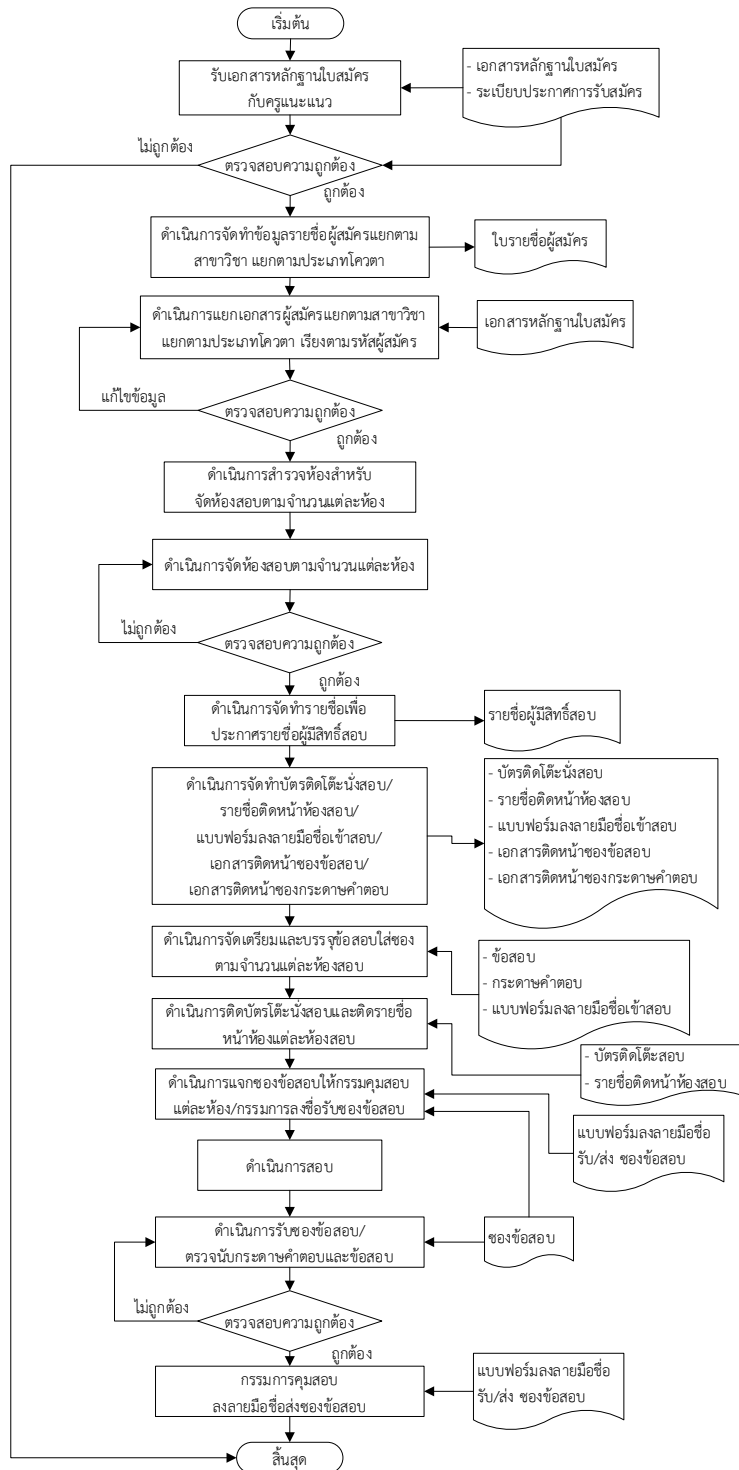 เริ่มต้น
รับเอกสารหลักฐานใบสมัคร
กับครูแนะแนว
- เอกสารหลักฐานใบสมัคร
- ระเบียบประกาศการรับสมัคร
ไม่ถูกต้อง
ตรวจสอบความถูกต้อง
ถูกต้อง
ดำเนินการจัดทำข้อมูลรายชื่อผู้สมัครแยกตาม
สาขาวิชา แยกตามประเภทโควตา
ใบรายชื่อผู้สมัคร
ดำเนินการแยกเอกสารผู้สมัครแยกตามสาขาวิชา
แยกตามประเภทโควตา เรียงตามรหัสผู้สมัคร
เอกสารหลักฐานใบสมัคร
แก้ไขข้อมูล
ตรวจสอบความถูกต้อง
ถูกต้อง
ดำเนินการสำรวจห้องสำหรับ
จัดห้องสอบตามจำนวนแต่ละห้อง
ดำเนินการจัดห้องสอบตามจำนวนแต่ละห้อง
ไม่ถูกต้อง
ตรวจสอบความถูกต้อง
ถูกต้อง
ดำเนินการจัดทำรายชื่อเพื่อ
ประกาศรายชื่อผู้มีสิทธิ์สอบ
รายชื่อผู้มีสิทธิ์สอบ
ดำเนินการจัดทำบัตรติดโต๊ะนั่งสอบ/
รายชื่อติดหน้าห้องสอบ/
แบบฟอร์มลงลายมือชื่อเข้าสอบ/
เอกสารติดหน้าซองข้อสอบ/
เอกสารติดหน้าซองกระดาษคำตอบ
- บัตรติดโต๊ะนั่งสอบ
- รายชื่อติดหน้าห้องสอบ
- แบบฟอร์มลงลายมือชื่อเข้าสอบ
- เอกสารติดหน้าซองข้อสอบ
- เอกสารติดหน้าซองกระดาษคำตอบ
ดำเนินการจัดเตรียมและบรรจุข้อสอบใส่ซอง
ตามจำนวนแต่ละห้องสอบ
- ข้อสอบ
- กระดาษคำตอบ
- แบบฟอร์มลงลายมือชื่อเข้าสอบ
ดำเนินการติดบัตรโต๊ะนั่งสอบและติดรายชื่อ
หน้าห้องแต่ละห้องสอบ
- บัตรติดโต๊ะสอบ
- รายชื่อติดหน้าห้องสอบ
ดำเนินการแจกซองข้อสอบให้กรรมคุมสอบ
แต่ละห้อง/กรรมการลงชื่อรับซองข้อสอบ
แบบฟอร์มลงลายมือชื่อ
รับ/ส่ง ซองข้อสอบ
ดำเนินการสอบ
ดำเนินการรับซองข้อสอบ/
ตรวจนับกระดาษคำตอบและข้อสอบ
ซองข้อสอบ
ไม่ถูกต้อง
ตรวจสอบความถูกต้อง
ถูกต้อง
กรรมการคุมสอบ
ลงลายมือชื่อส่งซองข้อสอบ
แบบฟอร์มลงลายมือชื่อ
รับ/ส่ง ซองข้อสอบ
สิ้นสุด